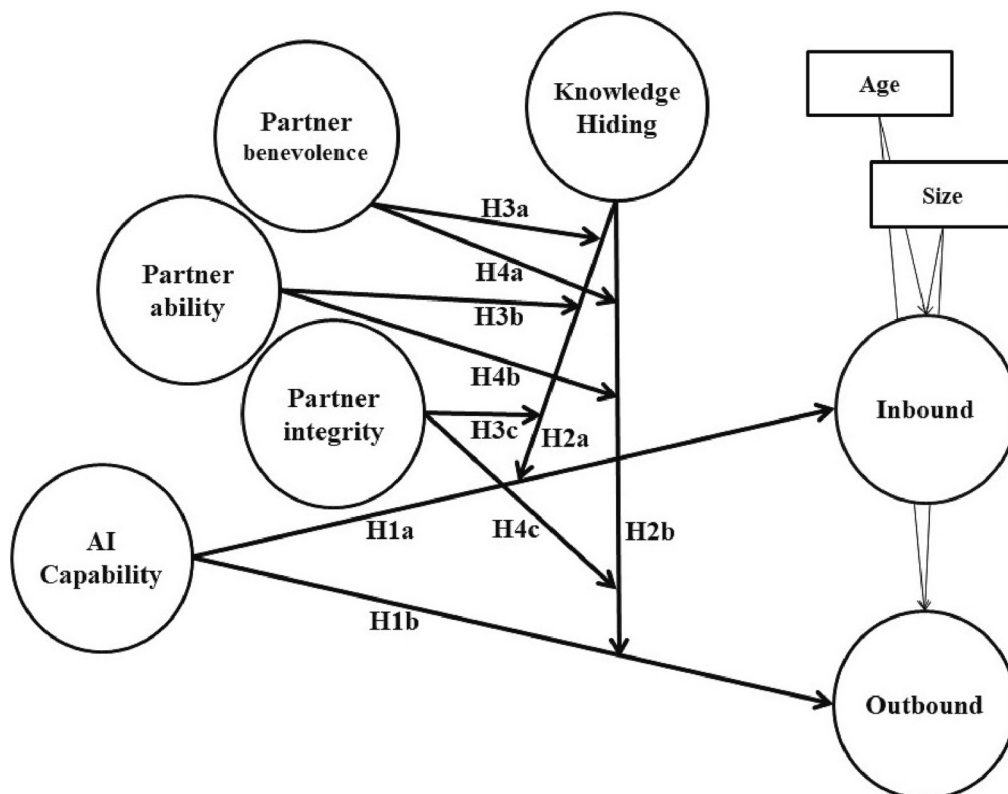 Knowledge
Hiding
Age
Partner
benevolence
Size
H3a
H4a
Partner
ability
H3b
H4b
Partner
integrity
H3c
H2a
Inbound
H1a
H4c
H2b
AI
Capability
H1b
Outbound